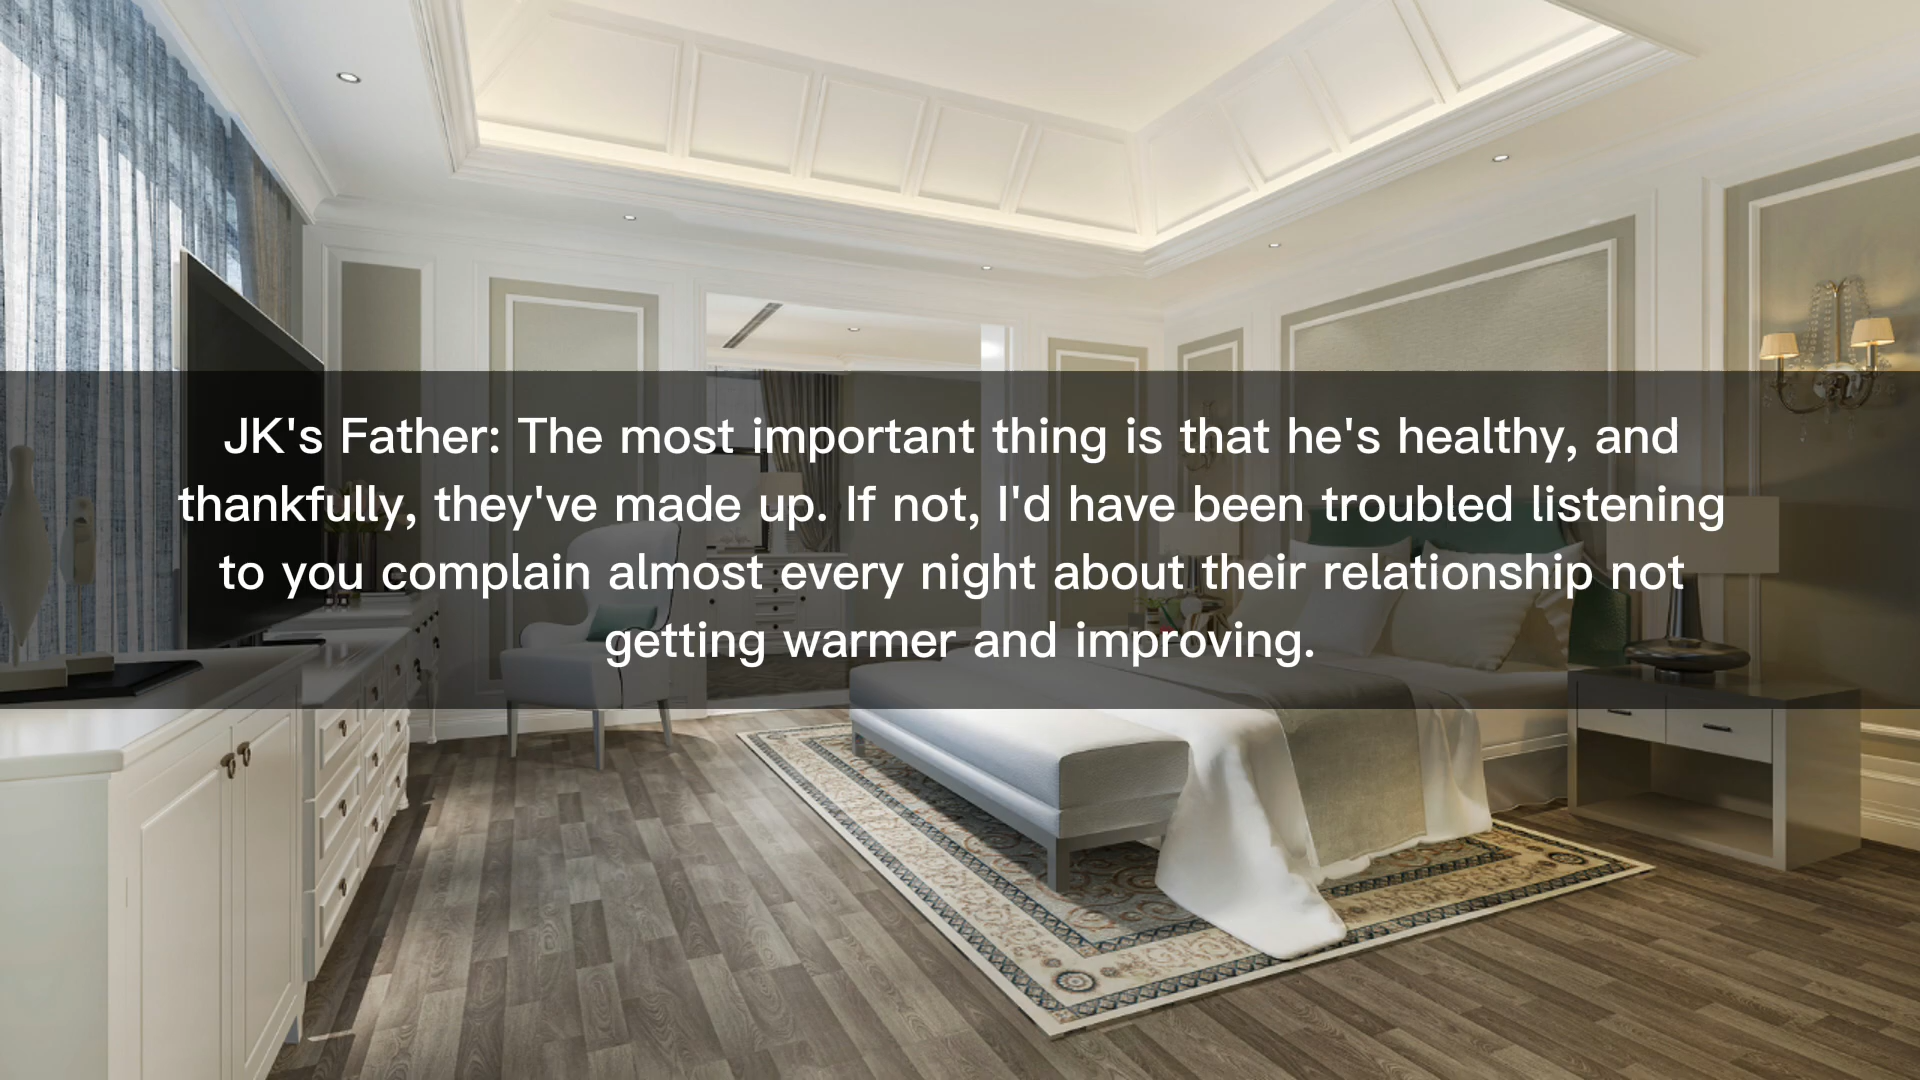 JK's Father: The most important thing is that he's healthy, and
thankfully, they've made up. If not, I'd have been troubled listening
to you complain almost every night about their relationship not
getting warmer and improving.